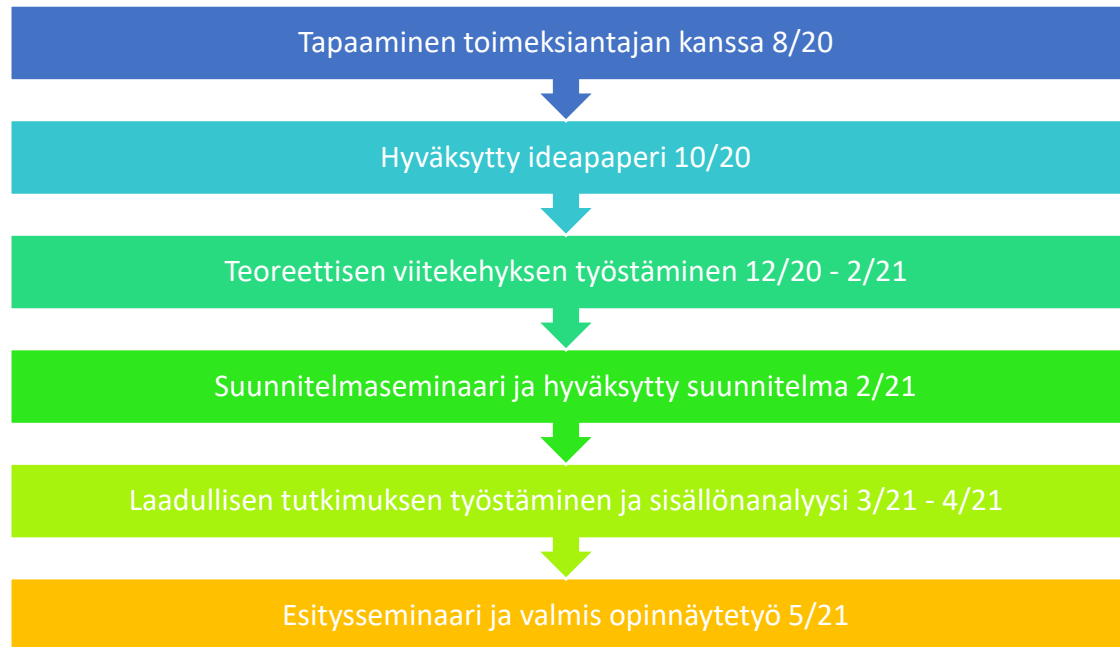 Tapaaminen toimeksiantajan kanssa 8/20
Hyväksytty ideapaperi 10/20
Teoreettisen viitekehyksen työstäminen 12/20 - 2/21
Suunnitelmaseminaari ja hyväksytty suunnitelma 2/21
Laadullisen tutkimuksen työstäminen ja sisällönanalyysi 3/21 - 4/21
Esitysseminaari ja valmis opinnäytetyö 5/21